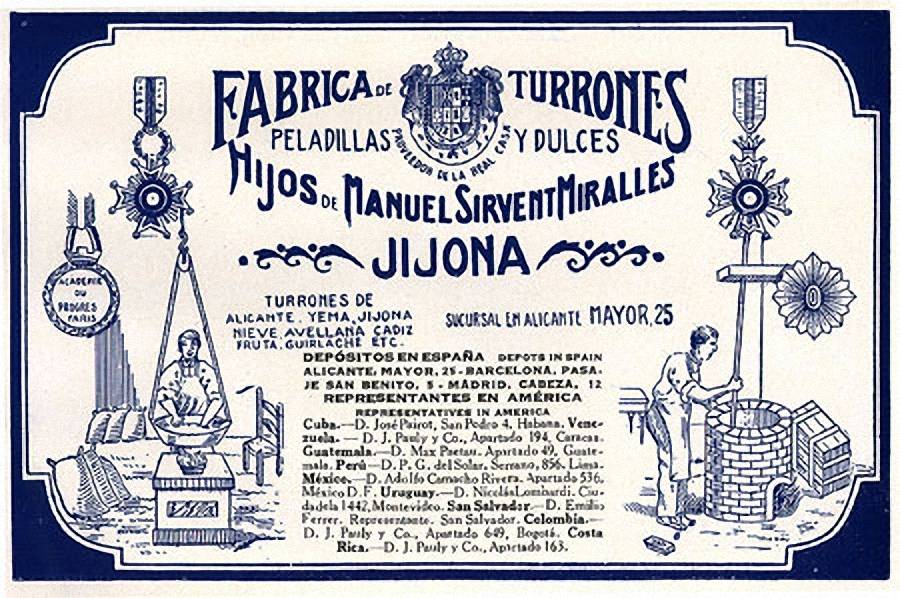 FABRICA DE TURRONES
PELADILLAS Y DULCES
PROVEEDOR DE LA REAL CASA
HIJOS DE MANUEL SIRVENT MIRALLES
JIJONA
ACADEMIE
DU
PROGRES
PARIS
TURRONES DE
ALICANTE, YEMA, JIJONA
NIEVE, AVELLANA CADIZ
FRUTA, GUIRLACHE ETC.
SUCURSAL EN ALICANTE MAYOR, 25
DEPÓSITOS EN ESPAÑA DEPOTS IN SPAIN
ALICANTE, MAYOR, 25 - BARCELONA, PASA-
JE SAN BENITO, 5 - MADRID, CABEZA, 12
REPRESENTANTES EN AMÉRICA
REPRESENTATIVES IN AMERICA
Cuba.—D. José Pairot, San Pedro 4, Habana. Vene-
zuela. — D. J. Pauly y Co., Apartado 194, Caracas.
Guatemala.—D. Max Paetau, Apartado 49, Guate-
mala. Perú—D. P. G. del Solar, Serrano, 856, Lima.
México.—D. Adolfo Camacho Rivera, Apartado 536,
México D. F. Uruguay.—D. Nicolás Lombardi. Ciu-
dadela 1442, Montevideo. San Salvador—D. Emilio
Ferrer. Representante. San Salvador. Colombia.—
D. J. Pauly y Co., Apartado 649, Bogotá. Costa
Rica.—D. J. Pauly y Co., Apartado 163.